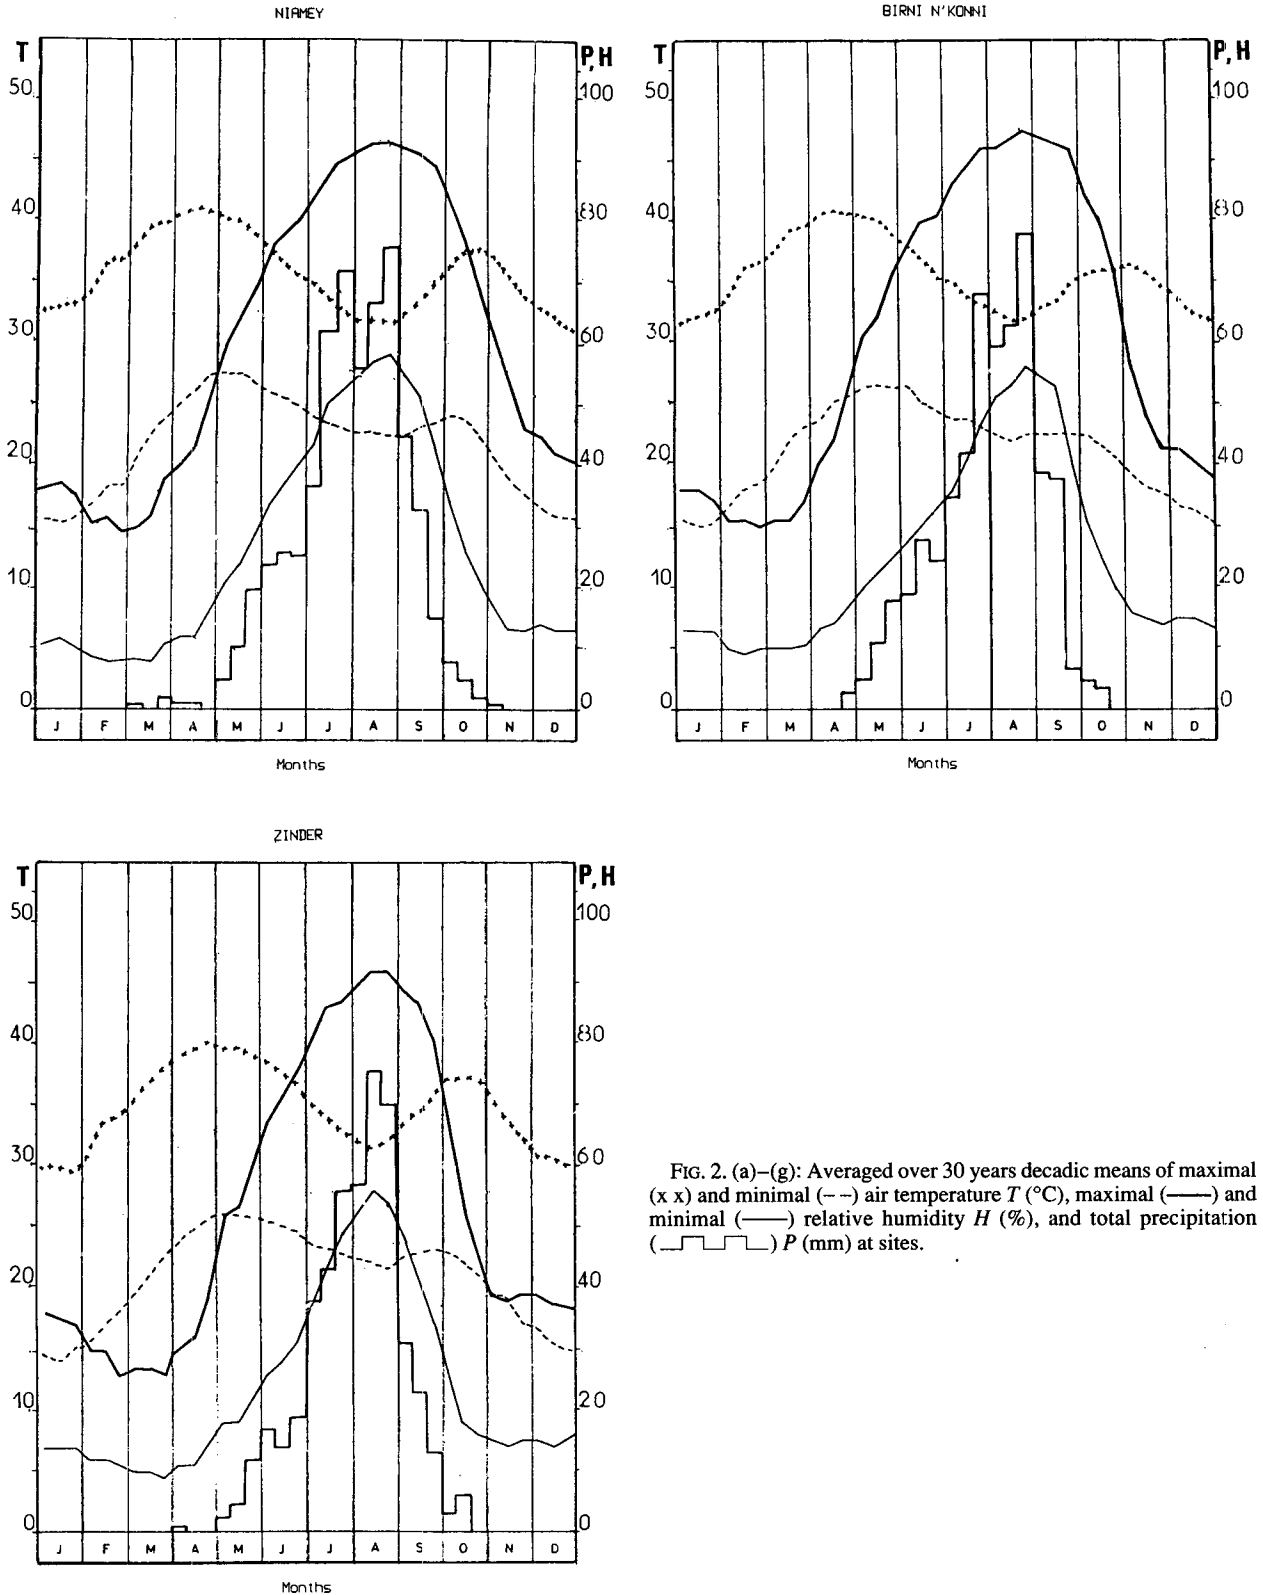 NIAMEY
T
P,H
50
100
40
80
30
60
20
40
10
20
0
0
J F M A M J J A S O N D
Months
BIRNI N'KONNI
T
P,H
50
100
40
80
30
60
20
40
10
20
0
0
J F M A M J J A S O N D
Months
ZINDER
T
P,H
50
100
40
80
30
60
20
40
10
20
0
0
J F M A M J J A S O N D
Months
FIG. 2. (a)–(g): Averaged over 30 years decadic means of maximal
(x x) and minimal (– –) air temperature T (°C), maximal (——) and
minimal (——) relative humidity H (%), and total precipitation
() P (mm) at sites.